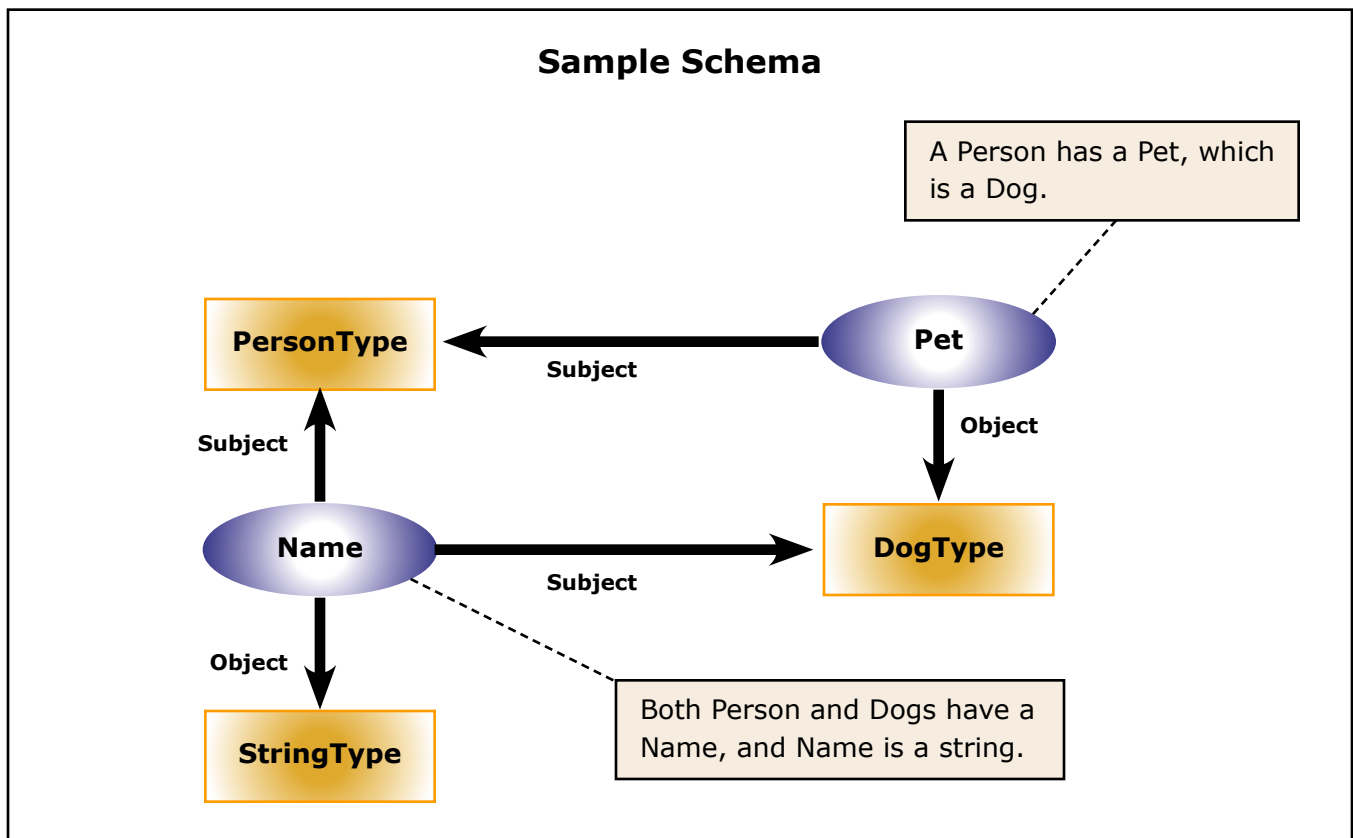 Sample Schema
A Person has a Pet, which
is a Dog.
PersonType
Pet
Subject
Subject
Object
Name
DogType
Subject
Object
Both Person and Dogs have a
Name, and Name is a string.
StringType